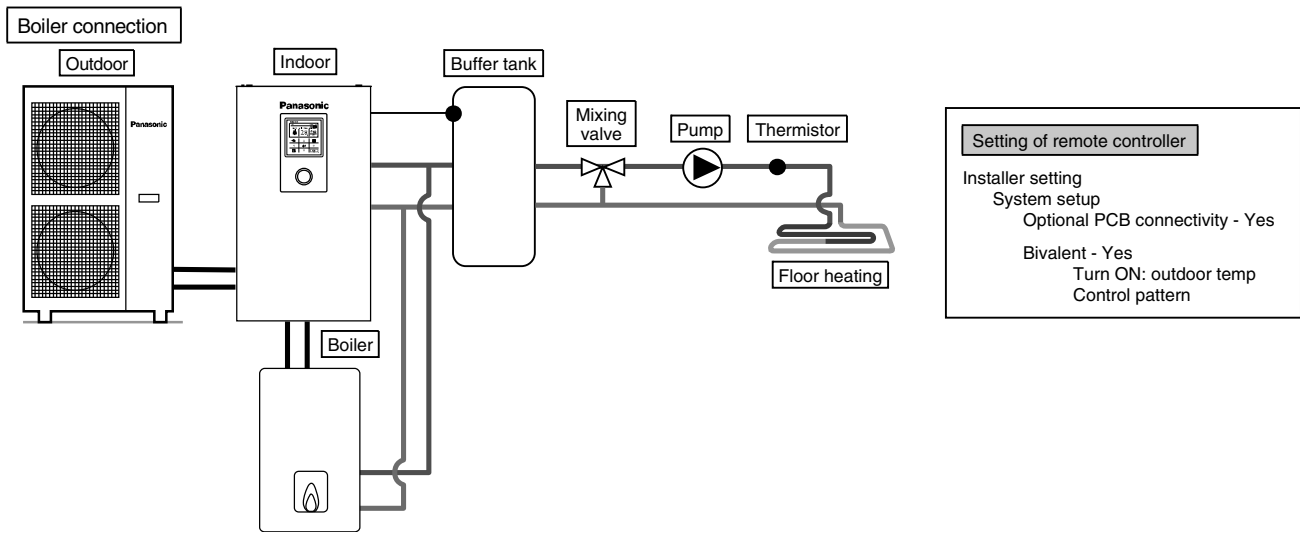 Boiler connection
Outdoor
Indoor
Buffer tank
Panasonic
Panasonic
Mixing
valve
Pump
Thermistor
Floor heating
Boiler
Setting of remote controller
Installer setting
System setup
Optional PCB connectivity - Yes
Bivalent - Yes
Turn ON: outdoor temp
Control pattern